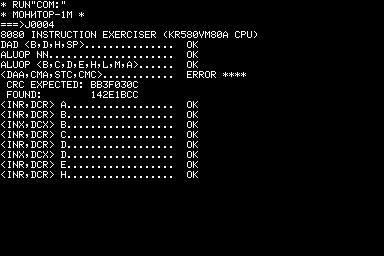 * RUN"COM:"
* МОНИТОР-1М *
===>J0004
8080 INSTRUCTION EXERCISER (KR580VM80A CPU)
DAD <B,D,H,SP>................  OK
ALUOP NN......................  OK
ALUOP <B,C,D,E,H,L,M,A>......  OK
<DAA,CMA,STC,CMC>.............  ERROR ****
CRC EXPECTED: BB3F030C
FOUND:        142E1BCC
<INR,DCR> A...................  OK
<INR,DCR> B...................  OK
<INX,DCX> B...................  OK
<INR,DCR> C...................  OK
<INR,DCR> D...................  OK
<INX,DCX> D...................  OK
<INR,DCR> E...................  OK
<INR,DCR> H...................  OK